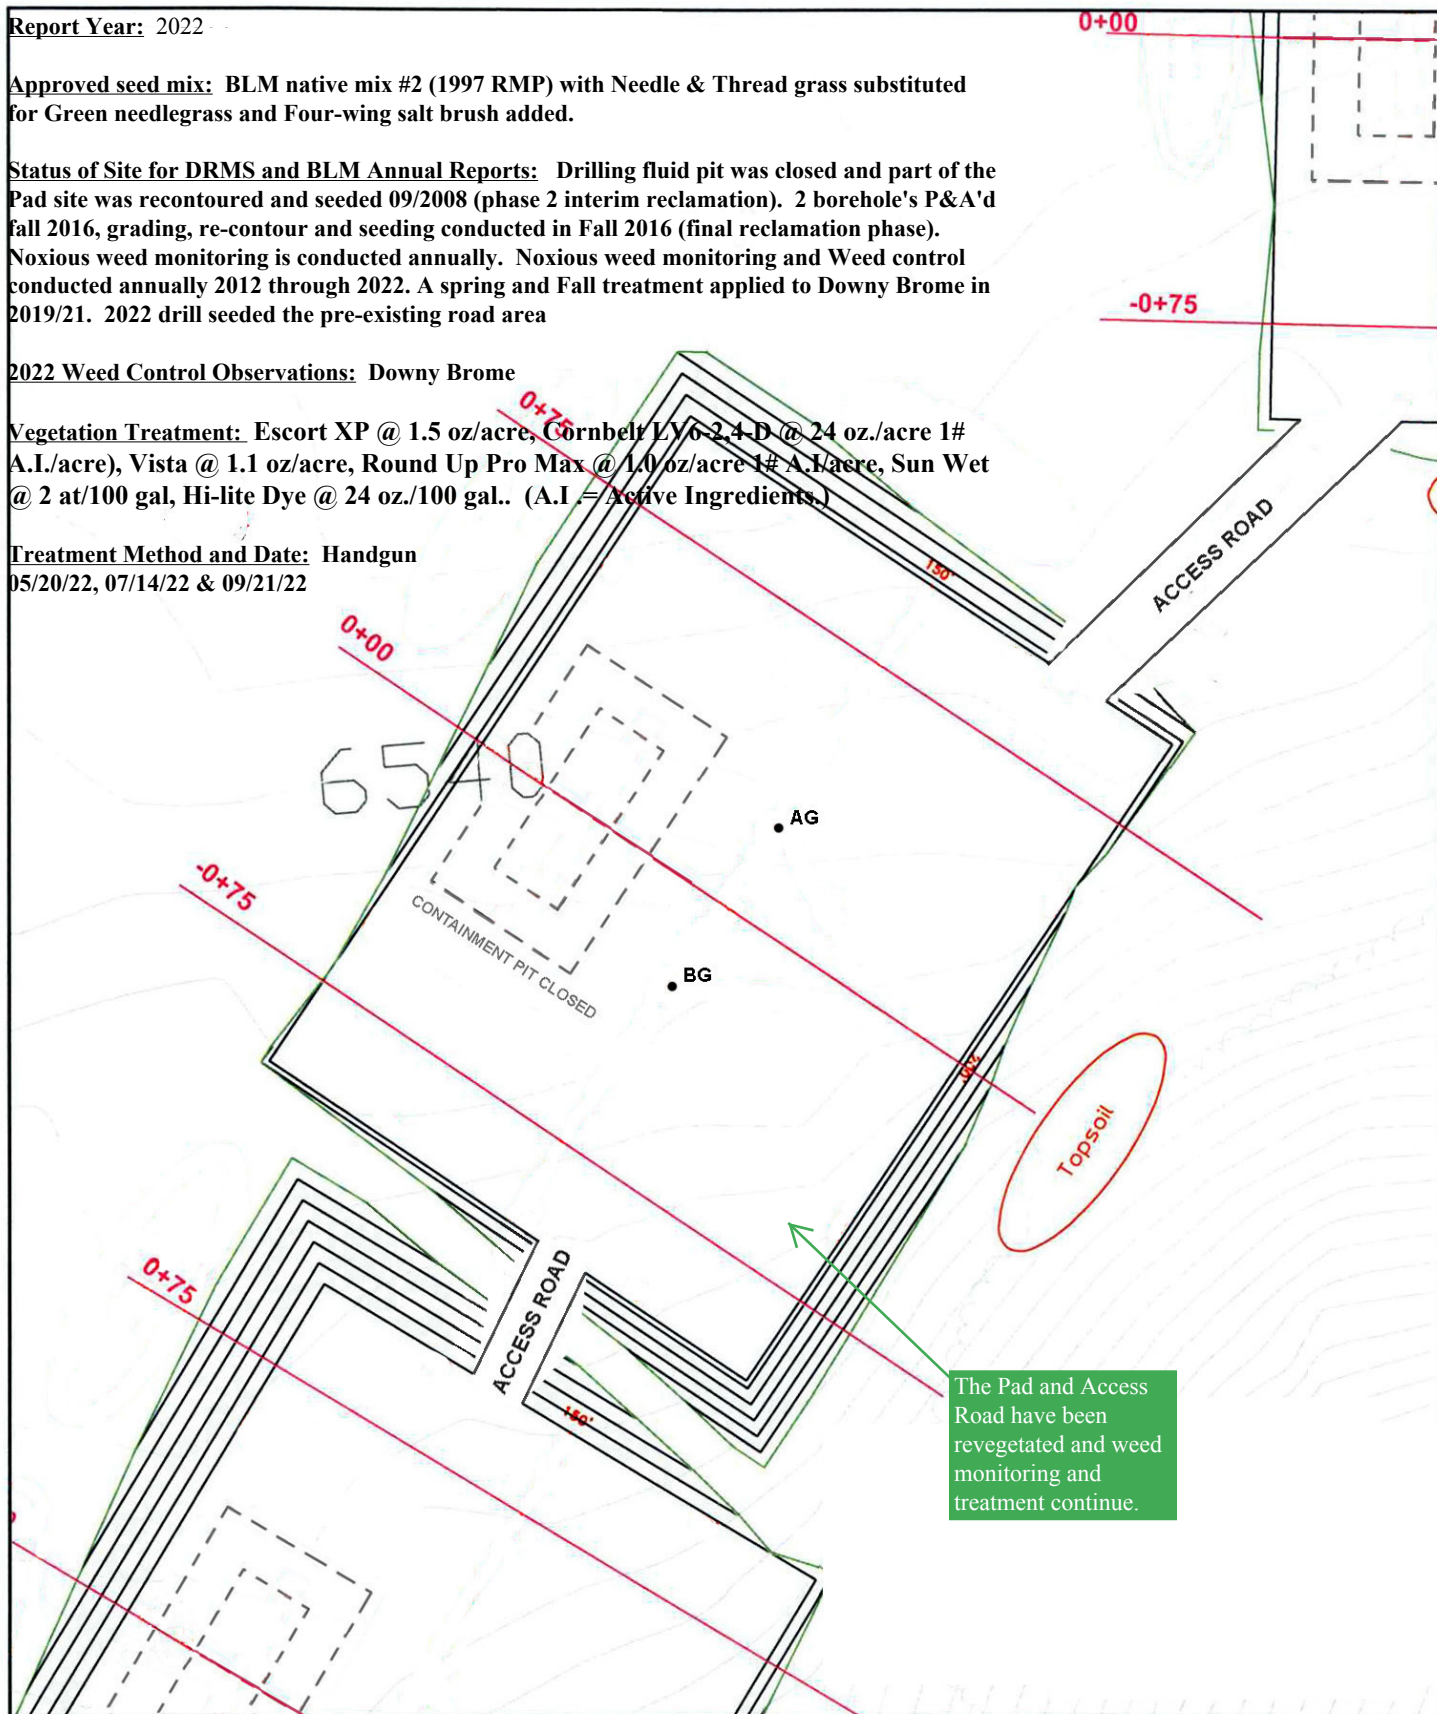 Report Year: 2022
Approved seed mix: BLM native mix #2 (1997 RMP) with Needle & Thread grass substituted
for Green needlegrass and Four-wing salt brush added.
Status of Site for DRMS and BLM Annual Reports: Drilling fluid pit was closed and part of the
Pad site was recontoured and seeded 09/2008 (phase 2 interim reclamation). 2 borehole's P&A'd
fall 2016, grading, re-contour and seeding conducted in Fall 2016 (final reclamation phase).
Noxious weed monitoring is conducted annually. Noxious weed monitoring and Weed control
conducted annually 2012 through 2022. A spring and Fall treatment applied to Downy Brome in
2019/21. 2022 drill seeded the pre-existing road area
2022 Weed Control Observations: Downy Brome
Vegetation Treatment: Escort XP @ 1.5 oz/acre, Cornbelt LV6-2,4-D @ 24 oz./acre 1#
A.I./acre), Vista @ 1.1 oz/acre, Round Up Pro Max @ 1.0 oz/acre 1# A.I/acre, Sun Wet
@ 2 at/100 gal, Hi-lite Dye @ 24 oz./100 gal.. (A.I .= Active Ingredients.)
Treatment Method and Date: Handgun
05/20/22, 07/14/22 & 09/21/22
0+00
-0+75
0+75
150'
ACCESS ROAD
0+00
6540
AG
-0+75
CONTAINMENT PIT CLOSED
BG
Topsoil
0+75
ACCESS ROAD
150'
The Pad and Access
Road have been
revegetated and weed
monitoring and
treatment continue.